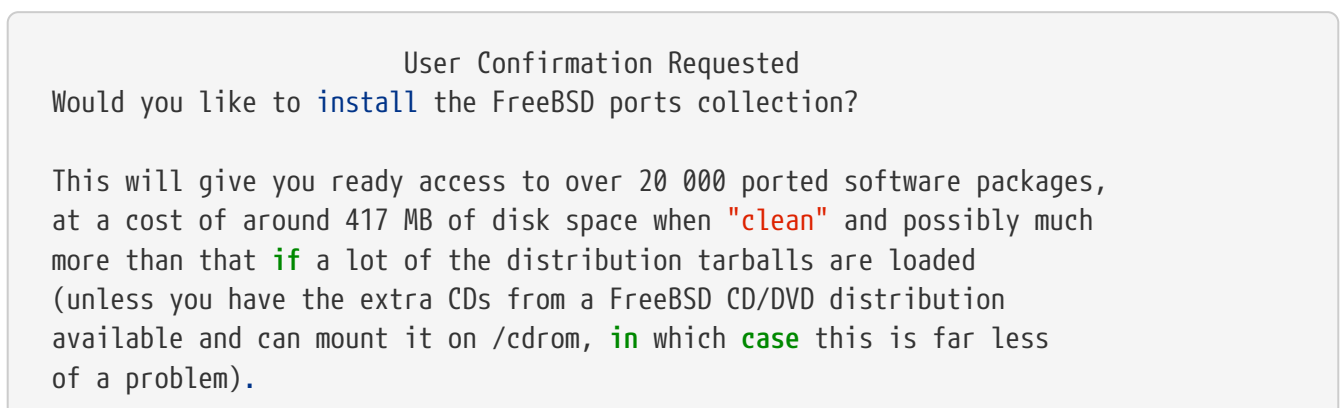 User Confirmation Requested
Would you like to install the FreeBSD ports collection?
This will give you ready access to over 20 000 ported software packages,
at a cost of around 417 MB of disk space when "clean" and possibly much
more than that if a lot of the distribution tarballs are loaded
(unless you have the extra CDs from a FreeBSD CD/DVD distribution
available and can mount it on /cdrom, in which case this is far less
of a problem).